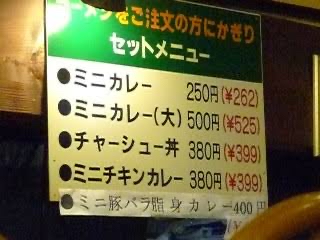 ラーメンをご注文の方にかぎり
セットメニュー
●ミニカレー 250円(¥262)
●ミニカレー(大) 500円(¥525)
●チャーシュー丼 380円(¥399)
●ミニチキンカレー 380円(¥399)
●ミニ豚バラ脂身カレー400円